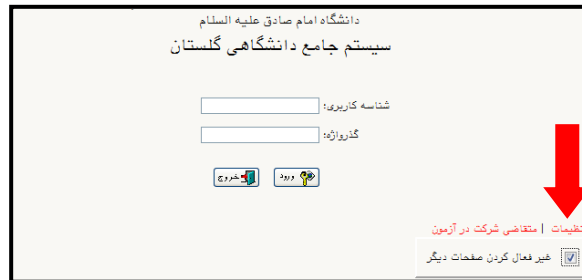 دانشگاه امام صادق علیه السلام
سیستم جامع دانشگاهی گلستان
شناسه کاربری:
گذرواژه:
ورود خروج
تنظیمات | متقاضی شرکت در آزمون
غیر فعال کردن صفحات دیگر